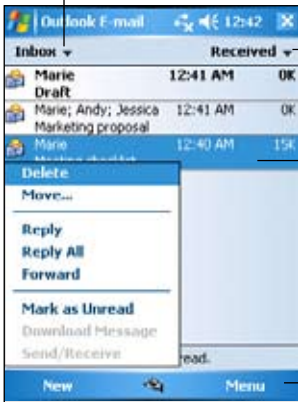 Outlook E-mail 12:42
Inbox Received
Marie 12:41 AM 0K
Draft
Marie; Andy; Jessica 12:41 AM 0K
Marketing proposal
Marie 12:40 AM 15K
Meeting checklist
Delete
Move...
Reply
Reply All
Forward
Mark as Unread
Download Message
Send/Receive
read.
New Menu